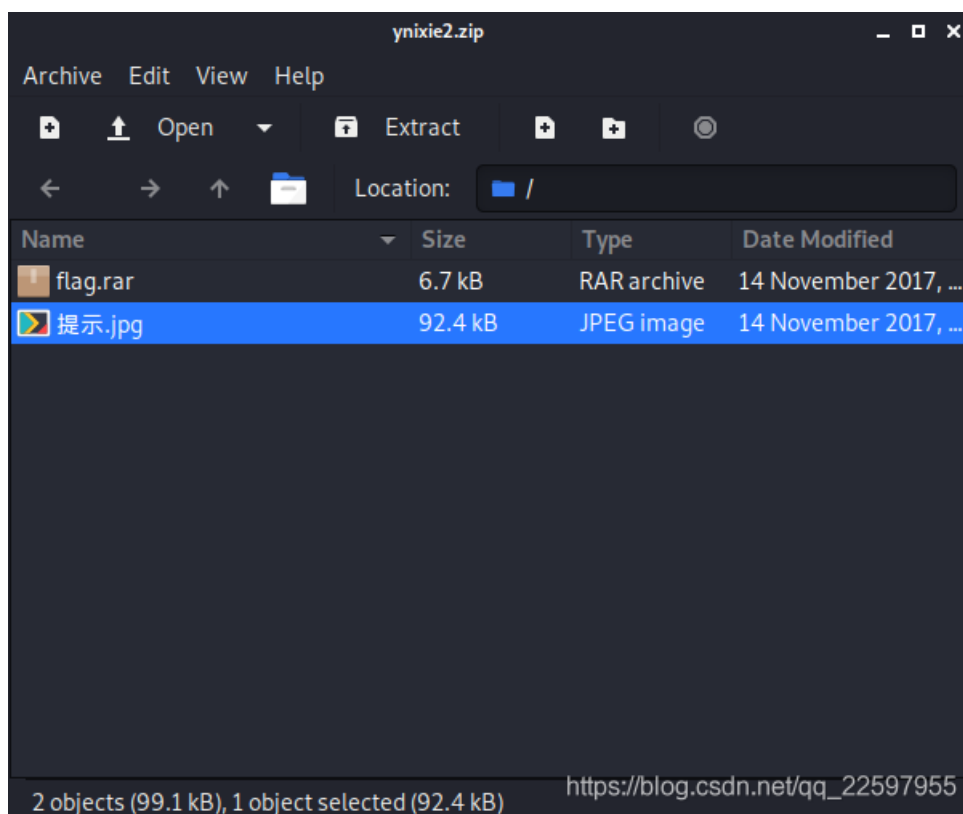 ynixie2.zip
Archive Edit View Help
Open Extract
Location: /
Name Size Type Date Modified
flag.rar 6.7 kB RAR archive 14 November 2017, ...
提示.jpg 92.4 kB JPEG image 14 November 2017, ...
2 objects (99.1 kB), 1 object selected (92.4 kB)
https://blog.csdn.net/qq_22597955